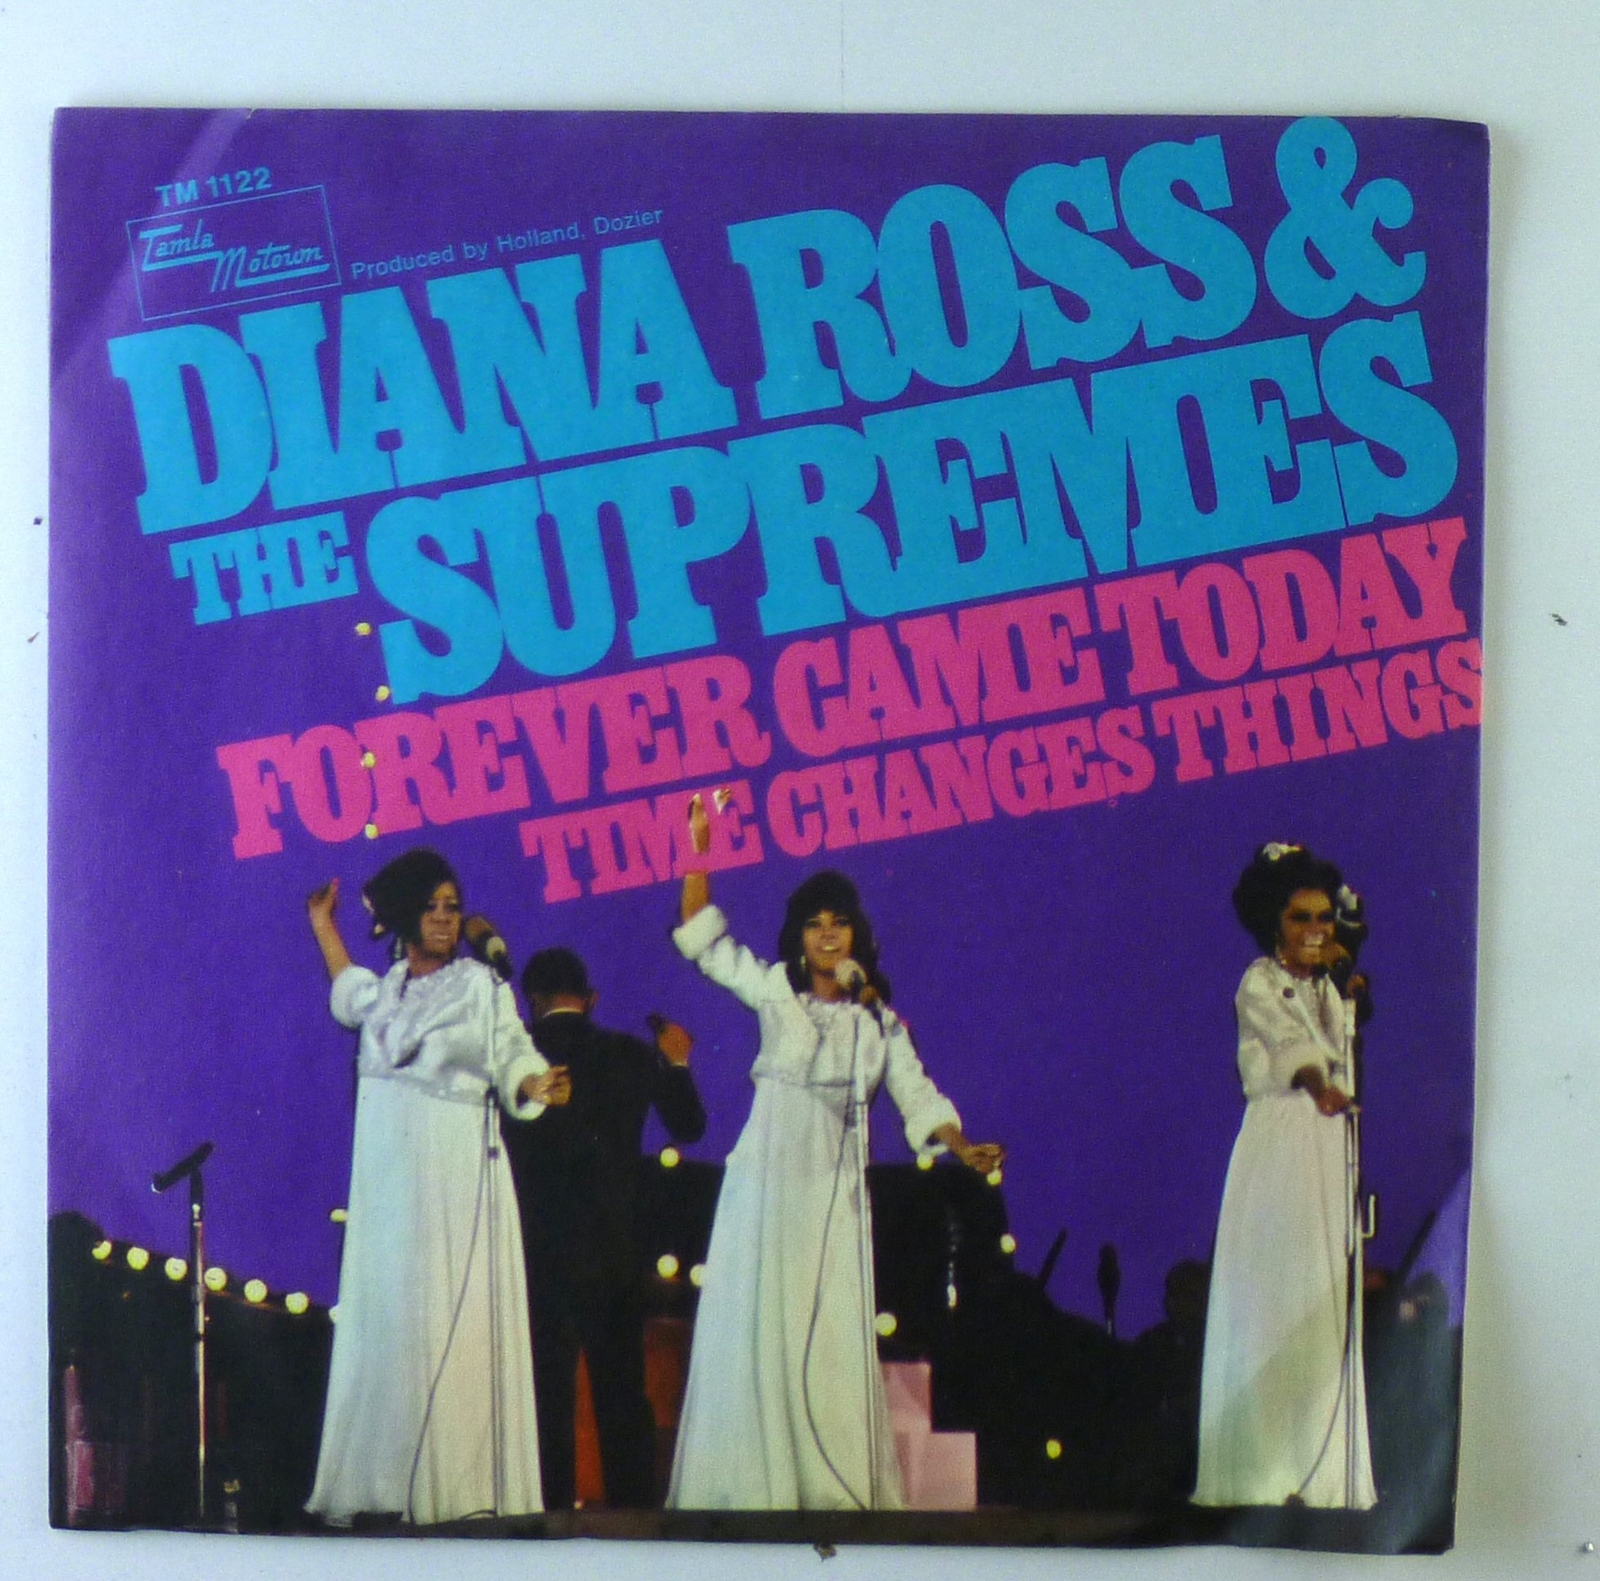 TM 1122
Tamla
Motown
Produced by Holland, Dozier
DIANA ROSS &
THE SUPREMES
FOREVER CAME TODAY
TIME CHANGES THINGS